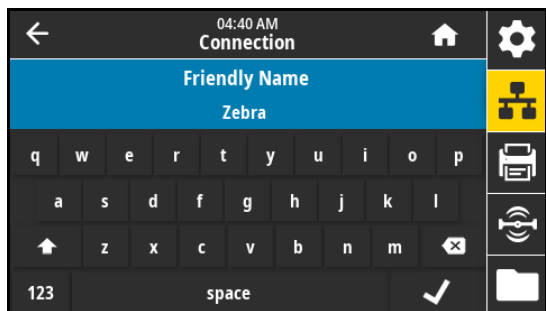 04:40 AM
Connection
Friendly Name
Zebra
q w e r t y u i o p
a s d f g h j k l
z x c v b n m
123 space